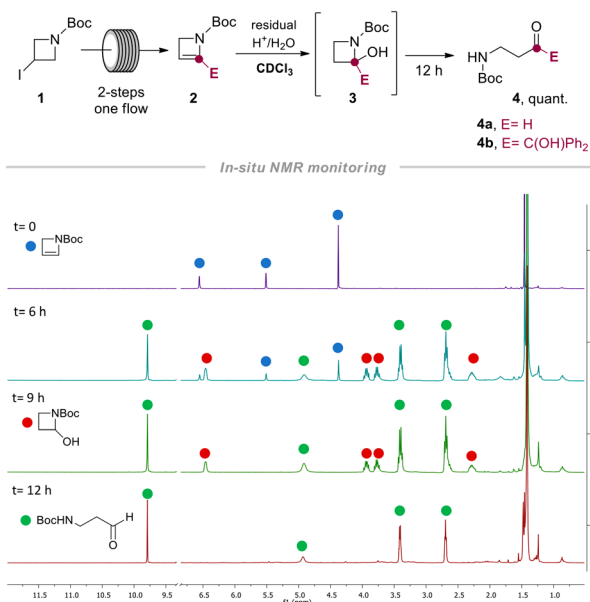 Boc
N
I
1
2-steps
one flow
Boc
N
E
2
residual
H⁺/H₂O
CDCl₃
Boc
N
OH
E
3
12 h
O
HN
E
Boc
4, quant.
4a, E= H
4b, E= C(OH)Ph₂
In-situ NMR monitoring
t= 0
NBoc
t= 6 h
t= 9 h
NBoc
OH
t= 12 h
BocHN
H
O
11.5 11.0 10.5 10.0 9.5 6.5 6.0 5.5 5.0 4.5 4.0 3.5 3.0 2.5 2.0 1.5 1.0